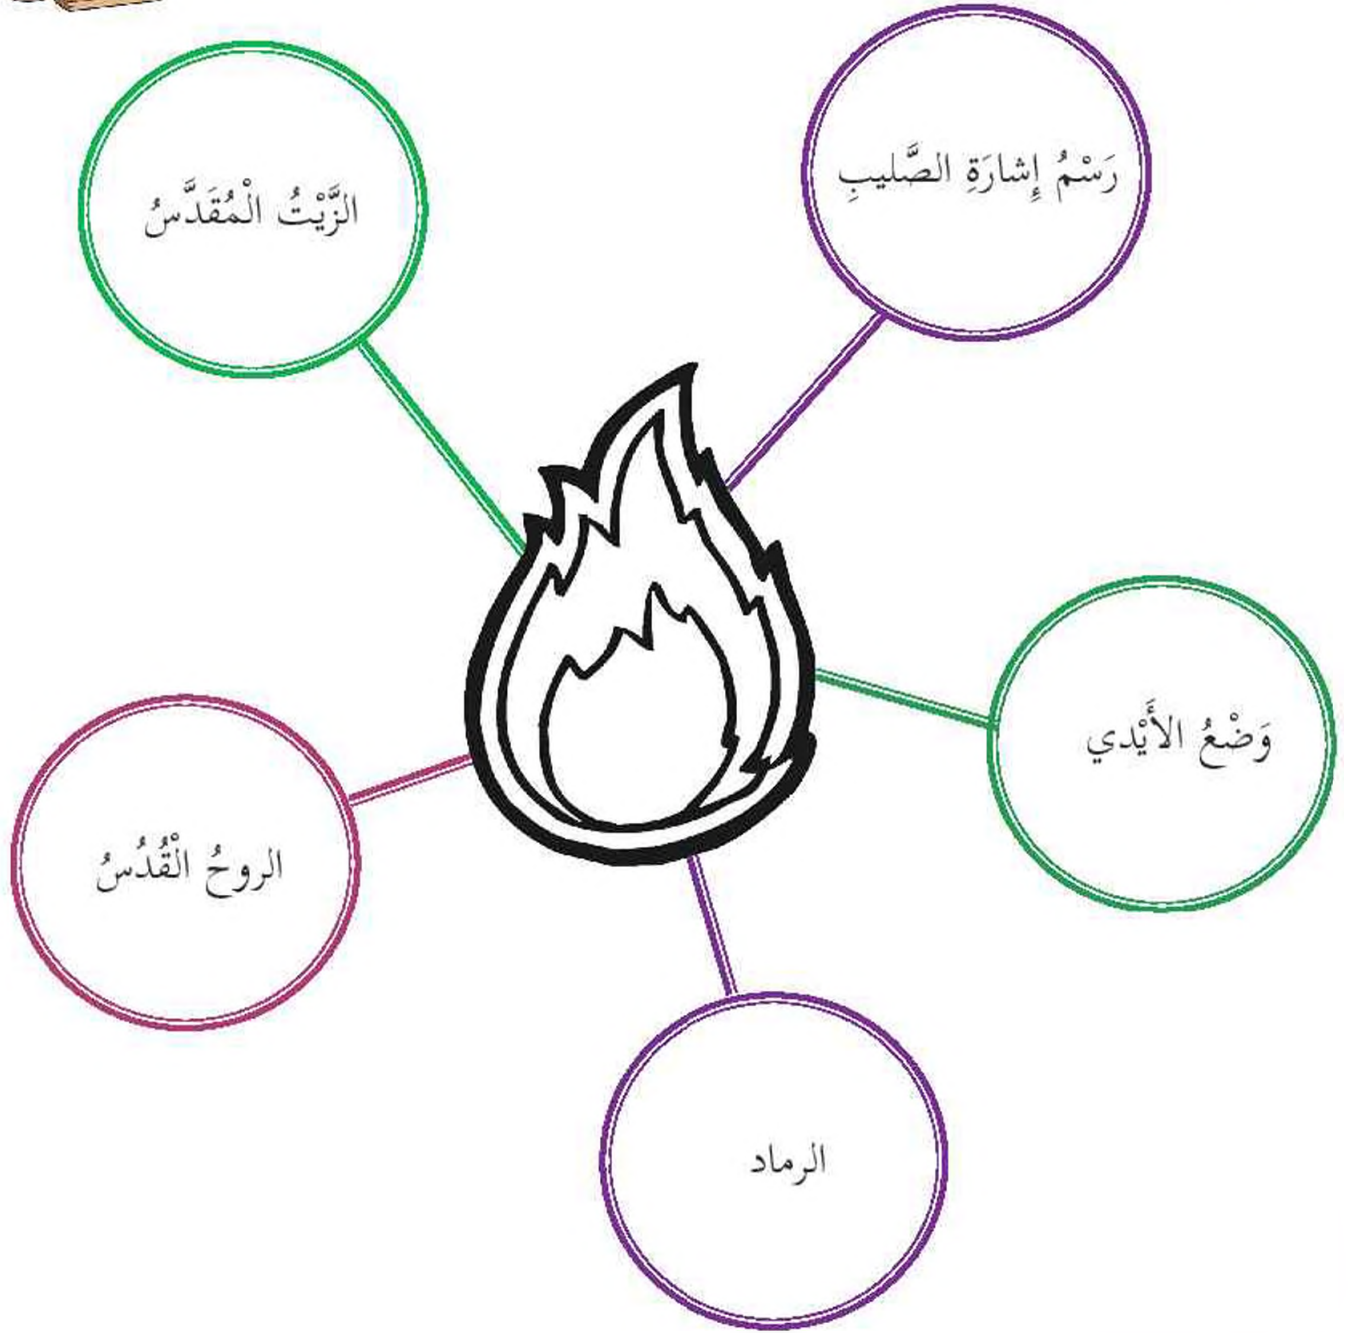 رَسْمُ إِشارَةِ الصَّليبِ
الزَّيْتُ الْمُقَدَّسُ
وَضْعُ الأَيْدي
الروحُ الْقُدُسُ
الرماد